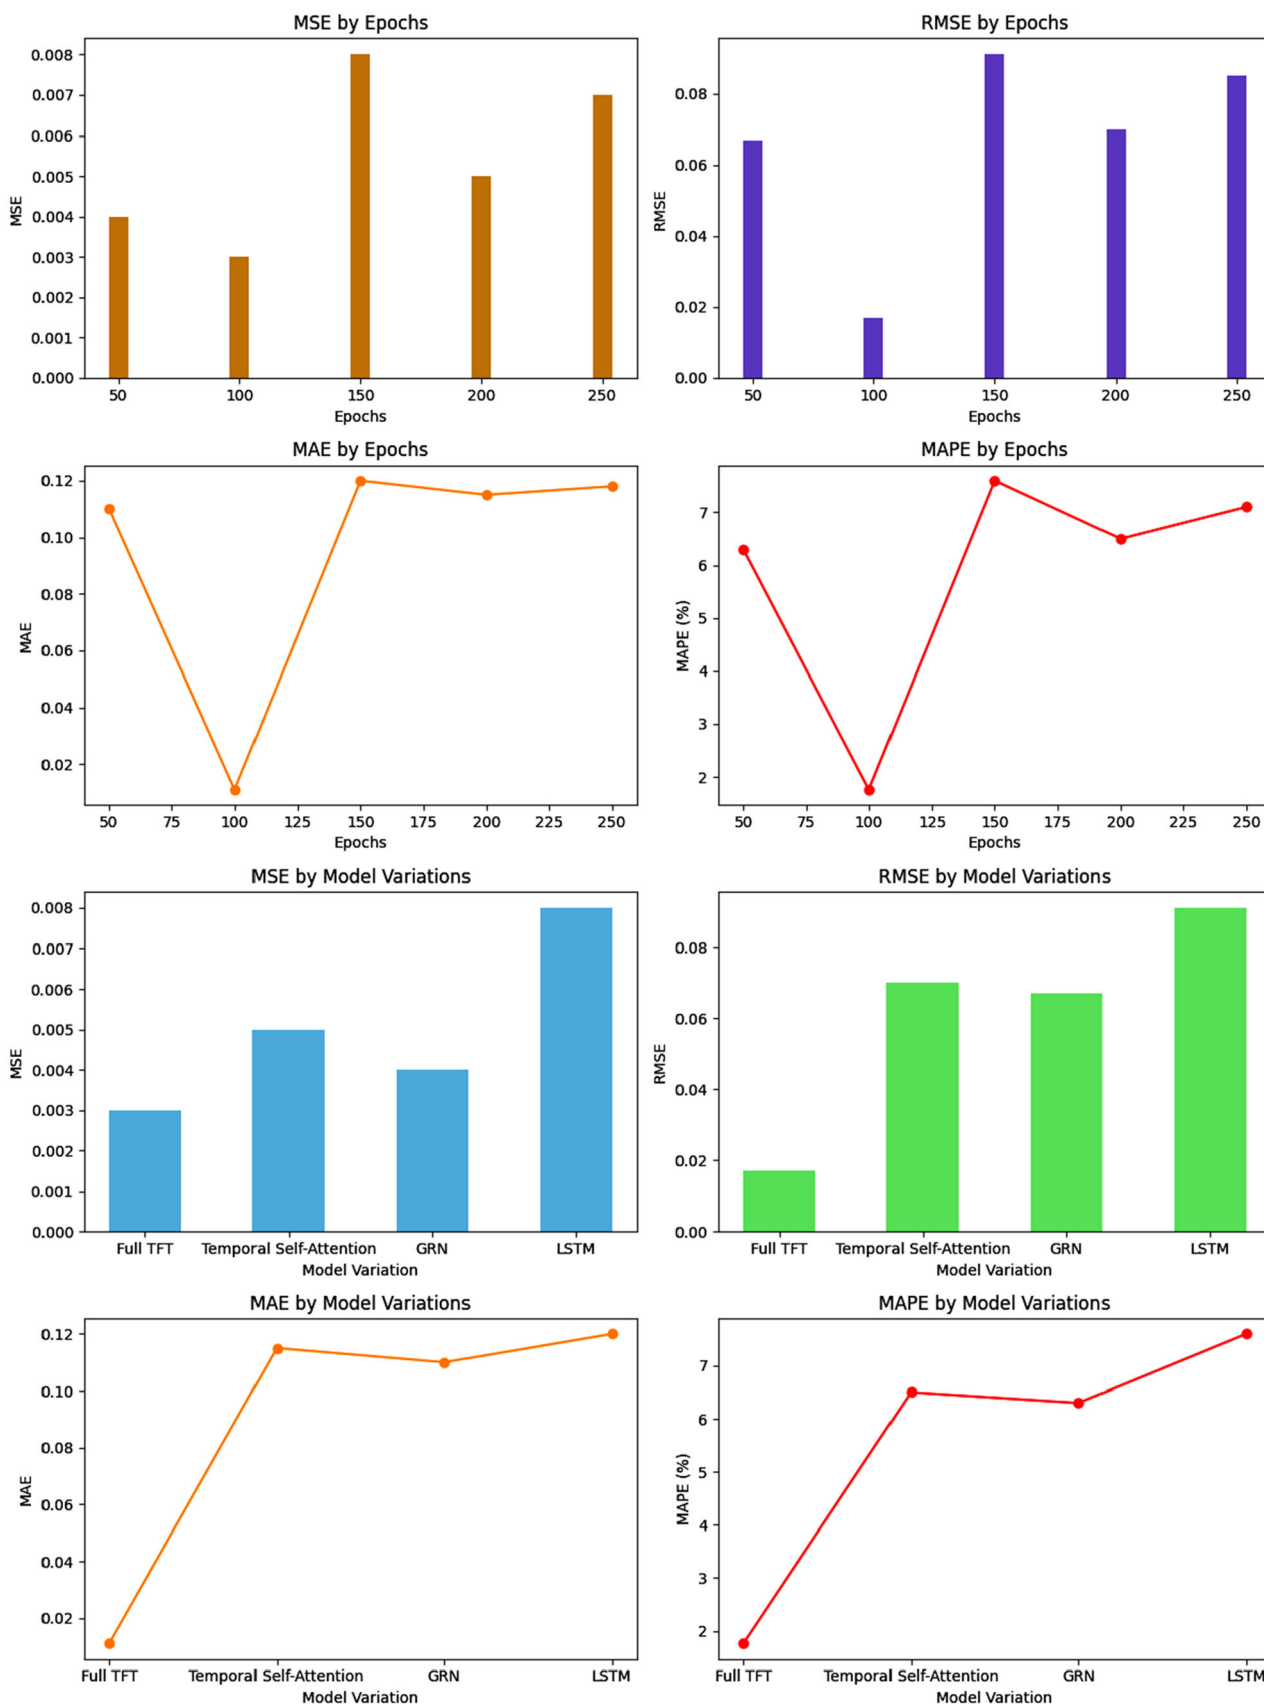 MSE by Epochs
0.008
0.007
0.006
0.005
0.004
0.003
0.002
0.001
0.000
MSE
50 100 150 200 250
Epochs
RMSE by Epochs
0.08
0.06
0.04
0.02
0.00
RMSE
50 100 150 200 250
Epochs
MAE by Epochs
0.12
0.10
0.08
0.06
0.04
0.02
MAE
50 75 100 125 150 175 200 225 250
Epochs
MAPE by Epochs
7
6
5
4
3
2
MAPE (%)
50 75 100 125 150 175 200 225 250
Epochs
MSE by Model Variations
0.008
0.007
0.006
0.005
0.004
0.003
0.002
0.001
0.000
MSE
Full TFT Temporal Self-Attention GRN LSTM
Model Variation
RMSE by Model Variations
0.08
0.06
0.04
0.02
0.00
RMSE
Full TFT Temporal Self-Attention GRN LSTM
Model Variation
MAE by Model Variations
0.12
0.10
0.08
0.06
0.04
0.02
MAE
Full TFT Temporal Self-Attention GRN LSTM
Model Variation
MAPE by Model Variations
7
6
5
4
3
2
MAPE (%)
Full TFT Temporal Self-Attention GRN LSTM
Model Variation